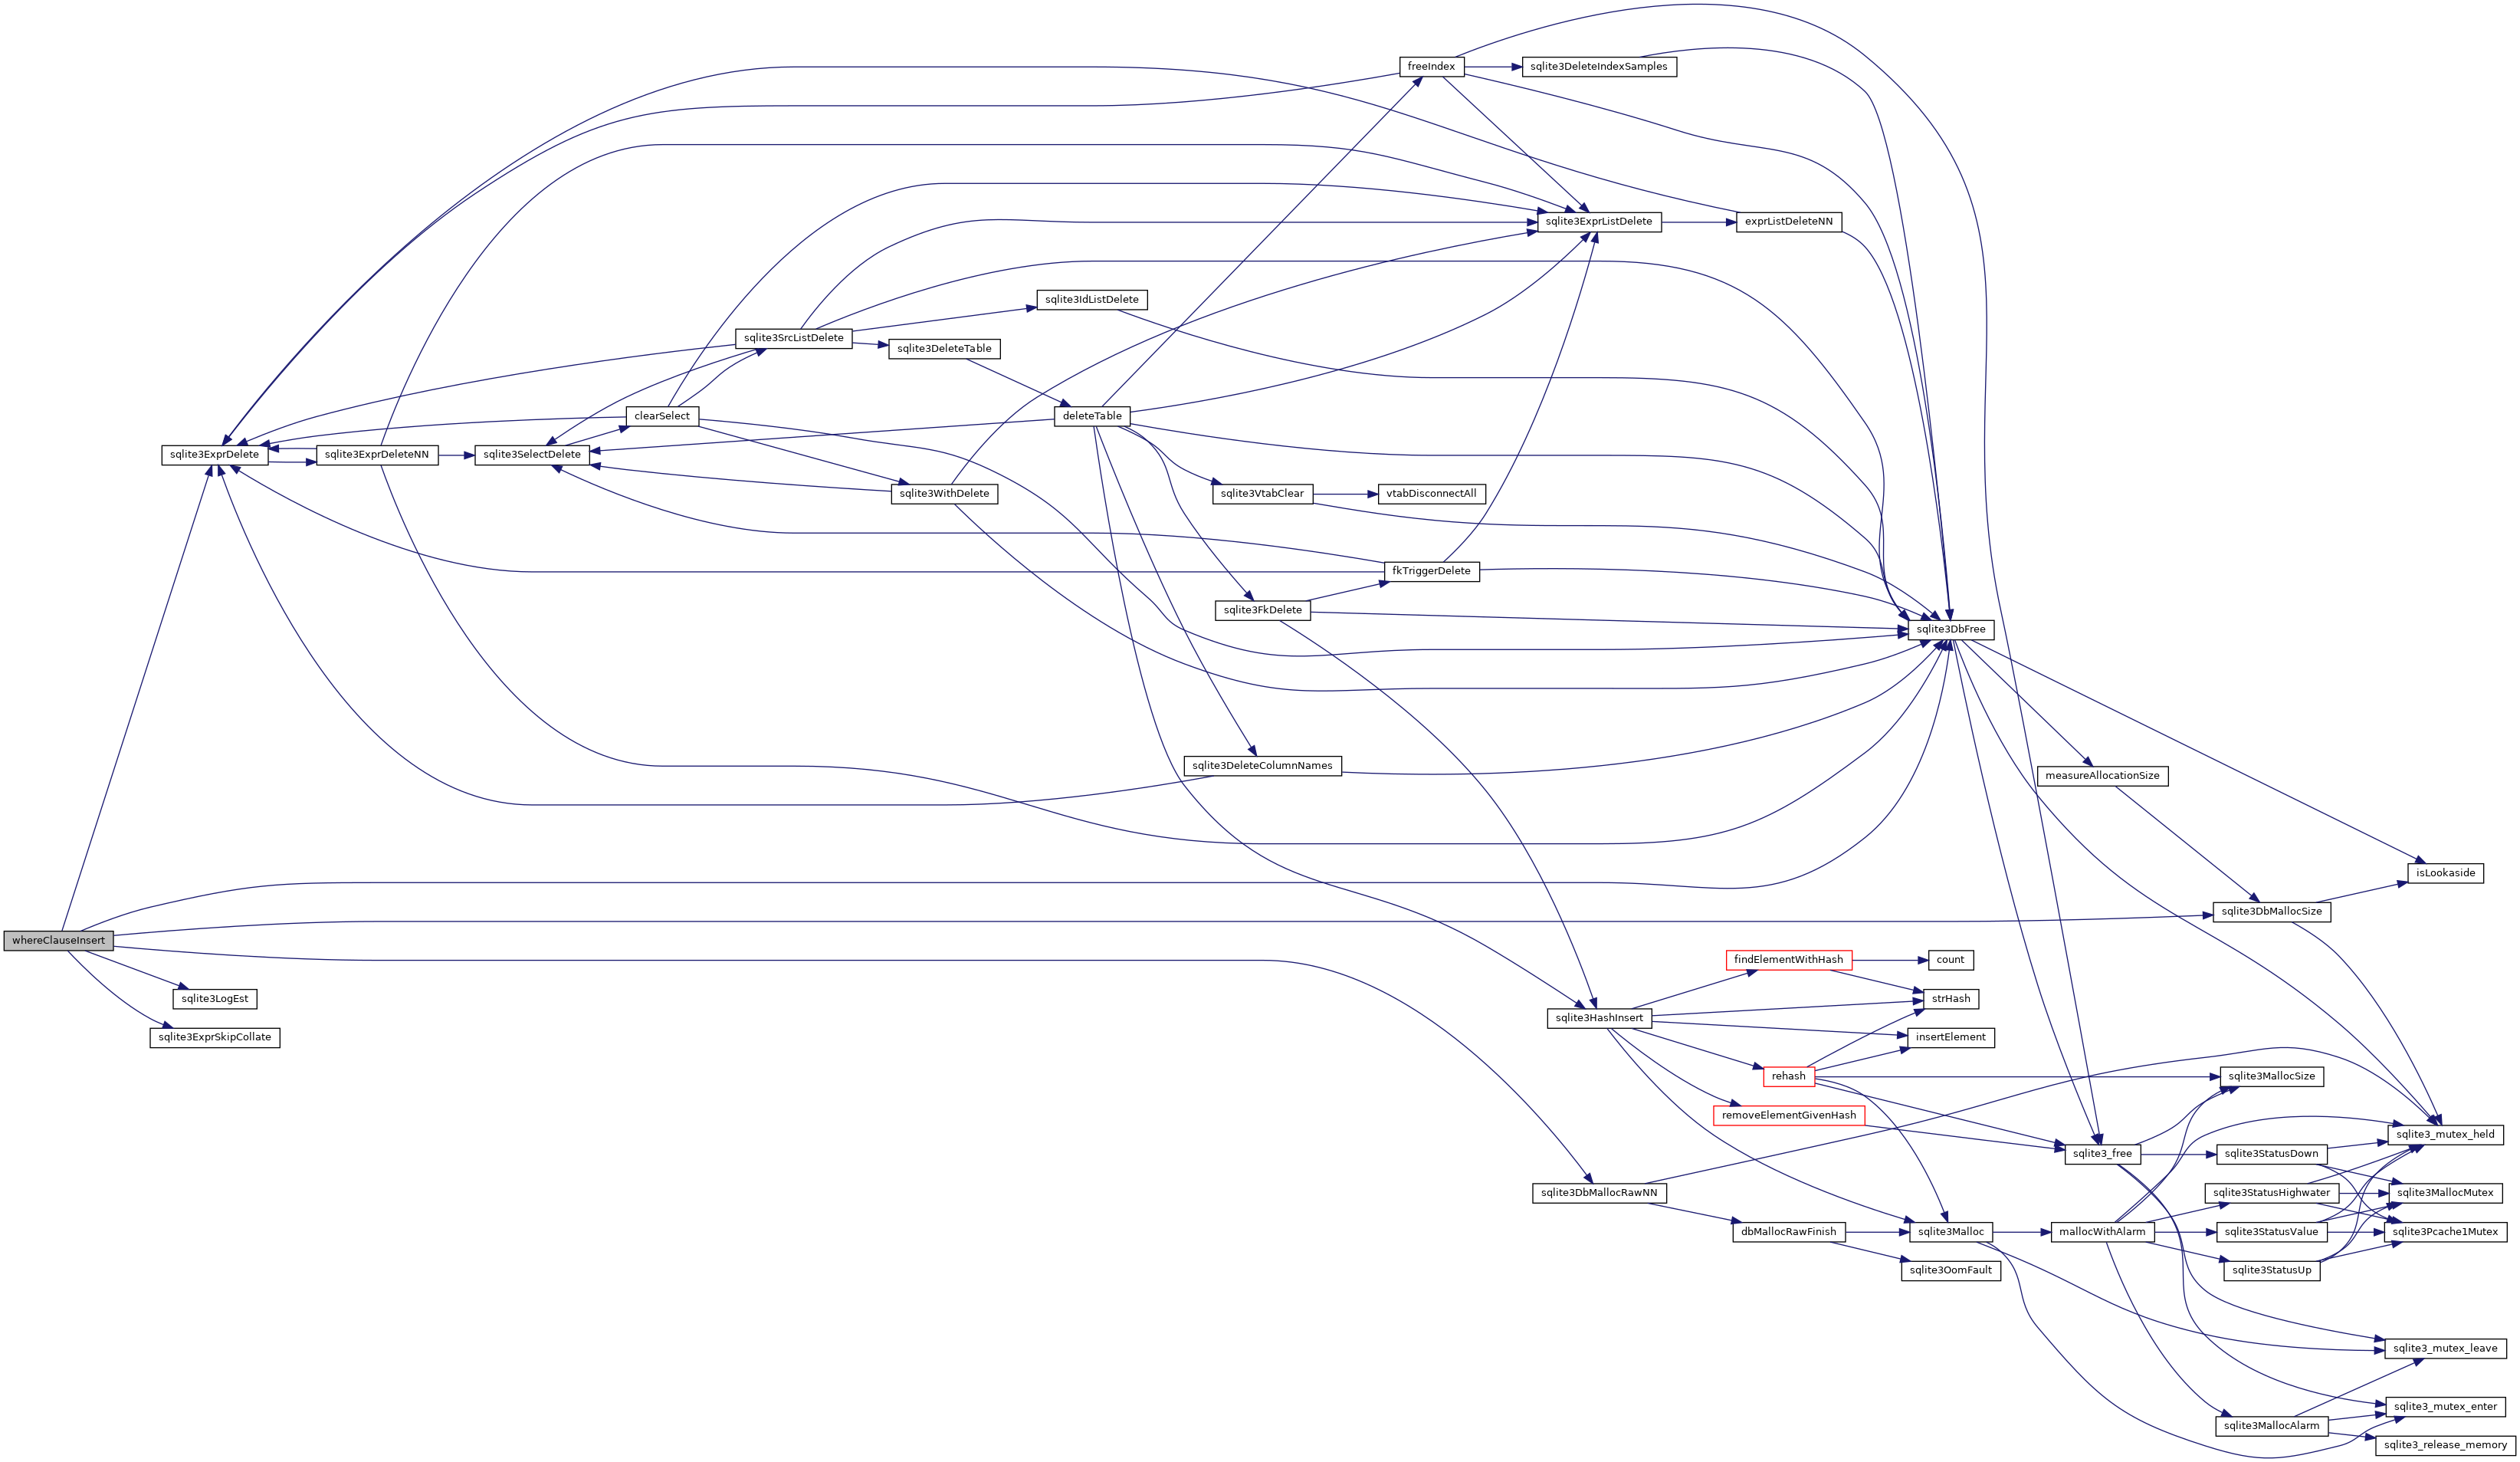 freeIndex
sqlite3DeleteIndexSamples
sqlite3ExprListDelete
exprListDeleteNN
sqlite3IdListDelete
sqlite3SrcListDelete
sqlite3DeleteTable
clearSelect
deleteTable
sqlite3ExprDelete
sqlite3ExprDeleteNN
sqlite3SelectDelete
sqlite3WithDelete
sqlite3VtabClear
vtabDisconnectAll
fkTriggerDelete
sqlite3FkDelete
sqlite3DbFree
sqlite3DeleteColumnNames
measureAllocationSize
isLookaside
sqlite3DbMallocSize
whereClauseInsert
findElementWithHash
count
sqlite3LogEst
strHash
sqlite3HashInsert
sqlite3ExprSkipCollate
insertElement
rehash
sqlite3MallocSize
removeElementGivenHash
sqlite3_mutex_held
sqlite3_free
sqlite3StatusDown
sqlite3DbMallocRawNN
sqlite3StatusHighwater
sqlite3MallocMutex
dbMallocRawFinish
sqlite3Malloc
mallocWithAlarm
sqlite3StatusValue
sqlite3Pcache1Mutex
sqlite3OomFault
sqlite3StatusUp
sqlite3_mutex_leave
sqlite3_mutex_enter
sqlite3MallocAlarm
sqlite3_release_memory